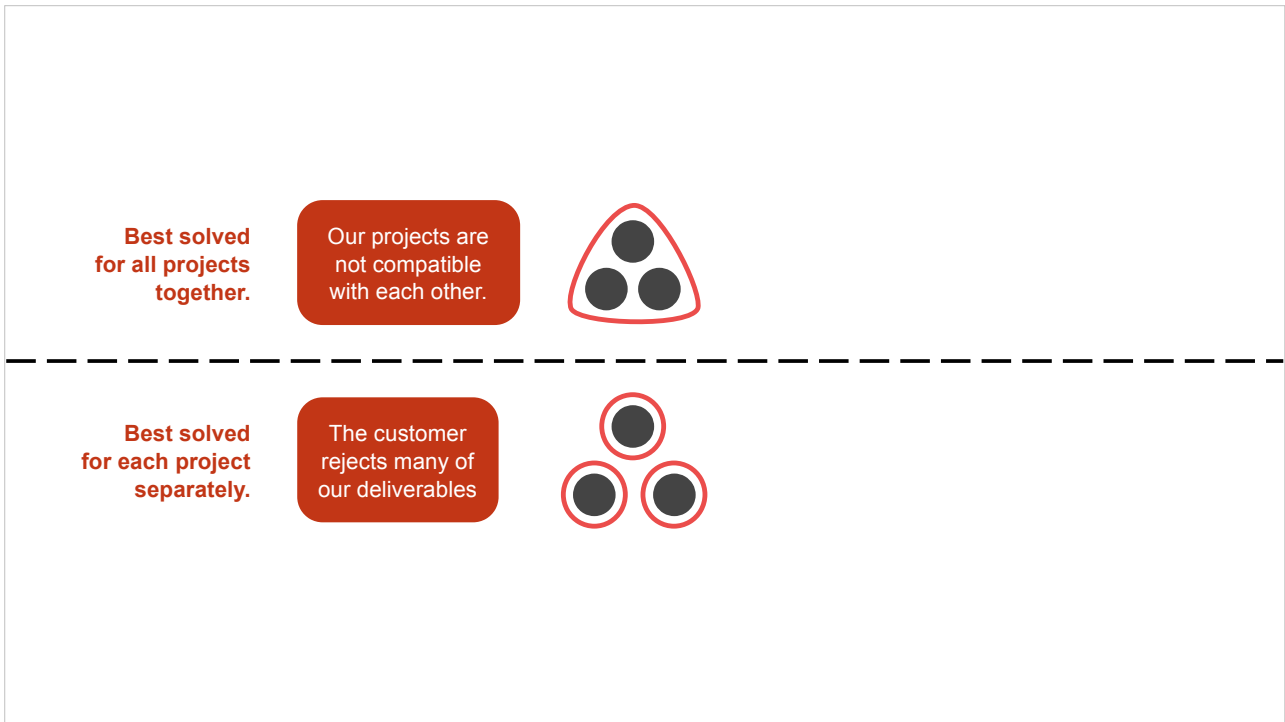 Best solved
for all projects
together.
Our projects are
not compatible
with each other.
Best solved
for each project
separately.
The customer
rejects many of
our deliverables